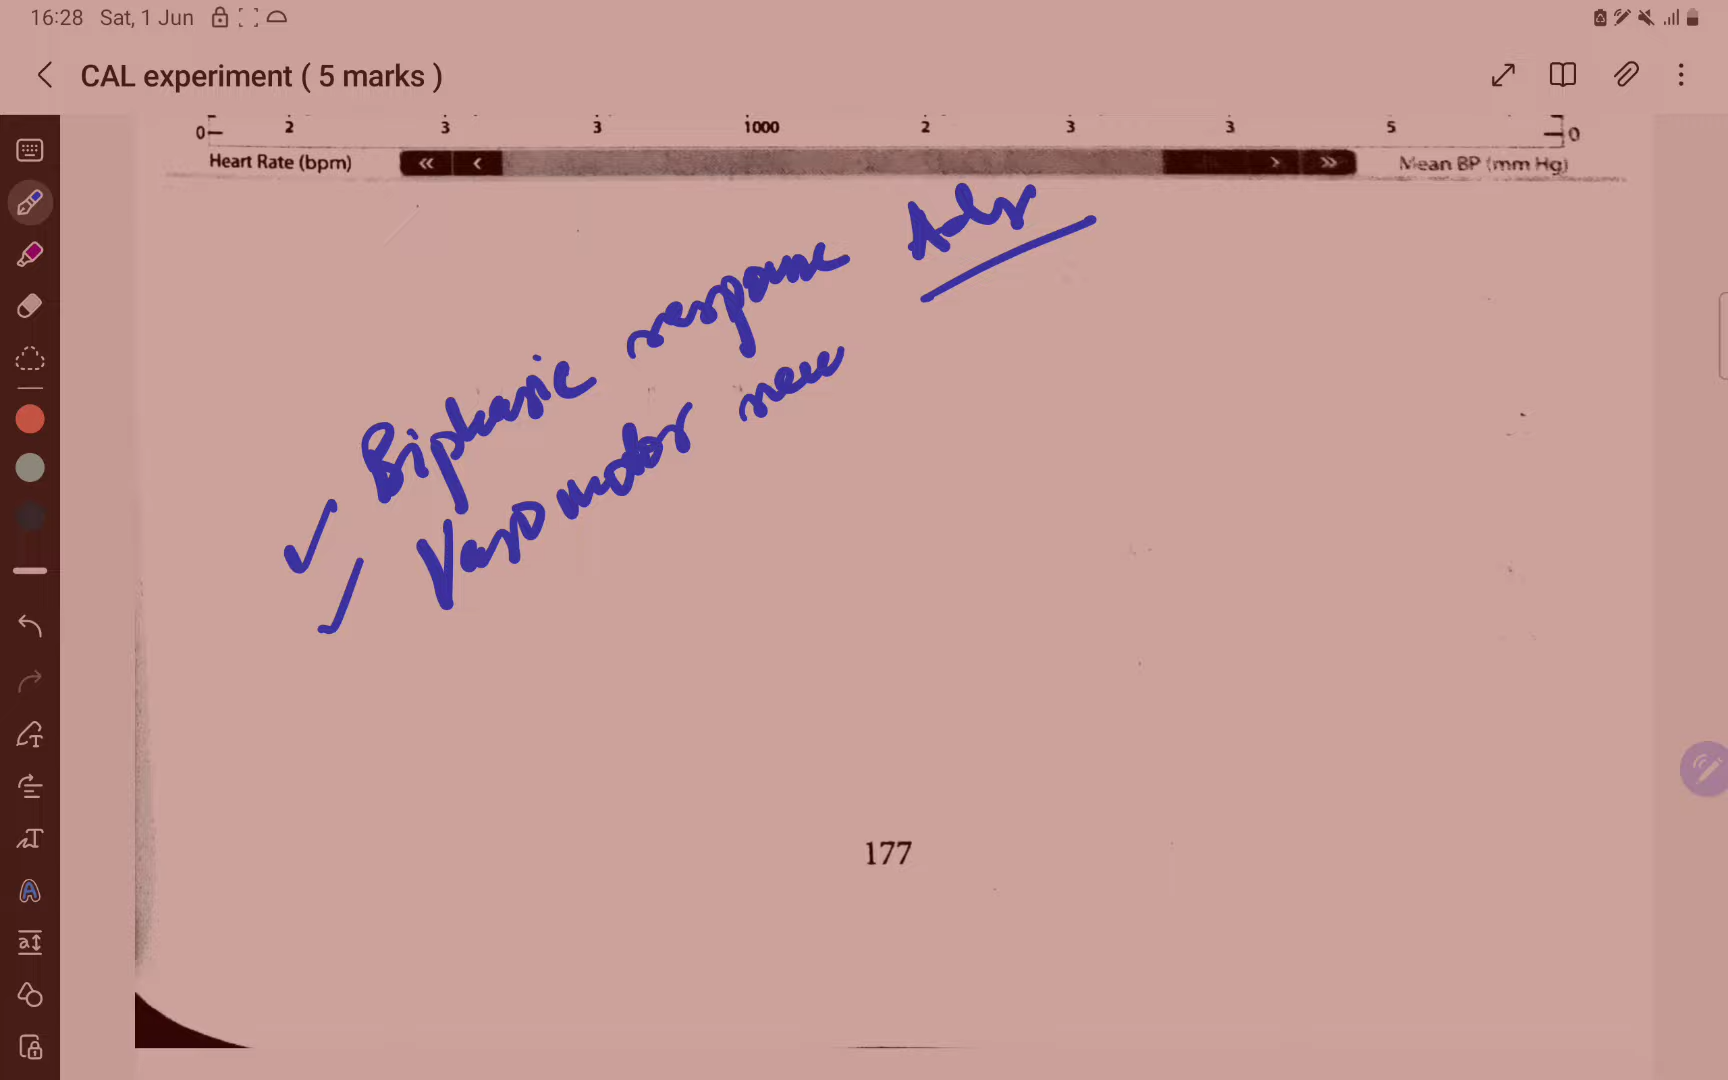 16:28 Sat, 1 Jun
CAL experiment ( 5 marks )
0 2 3 3 1000 2 3 3 5 0
Heart Rate (bpm) « ‹ › » Mean BP (mm Hg)
Adr
Biphasic response
Vasomotor
177